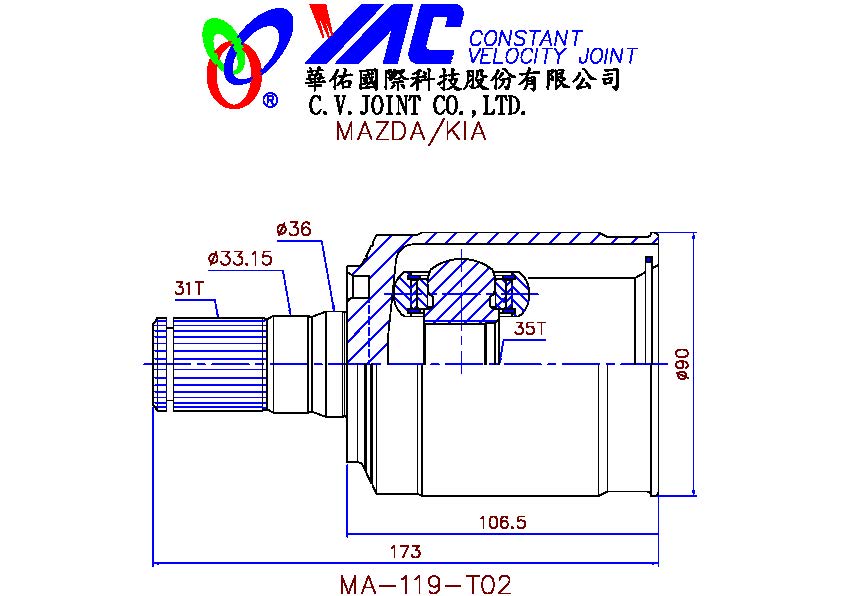 YAC CONSTANT
VELOCITY JOINT
®
華佑國際科技股份有限公司
C.V.JOINT CO.,LTD.
MAZDA/KIA
ø36
ø33.15
31T
35T
ø90
106.5
173
MA-119-T02